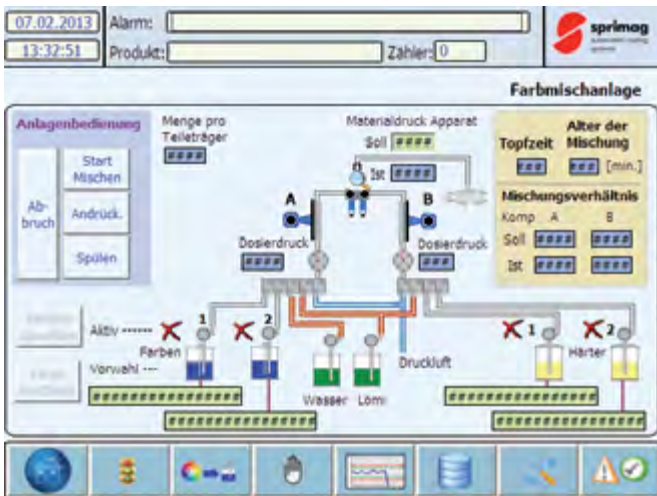 07.02.2013 Alarm:
13:32:51 Produkt: Zähler: 0
sprimag
Farbmischanlage
Anlagenbedienung
Ab-
bruch
Start
Mischen
Andrück.
Spülen
Menge pro
Teileträger
####
Materialdruck Apparat
Soll ####
Ist ####
A
B
Dosierdruck
####
Dosierdruck
###
Topfzeit
Alter der
Mischung
###
### [min.]
Mischungsverhältnis
Komp A B
Soll #### ####
Ist #### ####
Aktiv ------
1
2
Farben
Vorwahl ---
Wasser Lömi
Druckluft
1
2
Härter